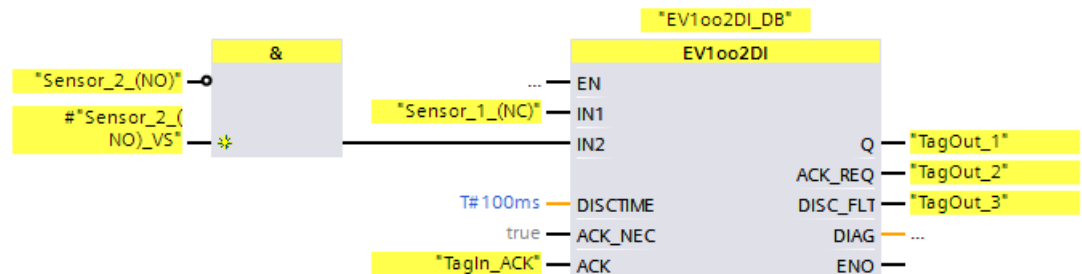 "EV1oo2DI_DB"
&
EV1oo2DI
"Sensor_2_(NO)"
... EN
#"Sensor_2_(
NO)_VS"
"Sensor_1_(NC)" IN1
IN2
Q "TagOut_1"
ACK_REQ "TagOut_2"
T#100ms DISCTIME
DISC_FLT "TagOut_3"
true ACK_NEC
DIAG ...
"TagIn_ACK" ACK
ENO